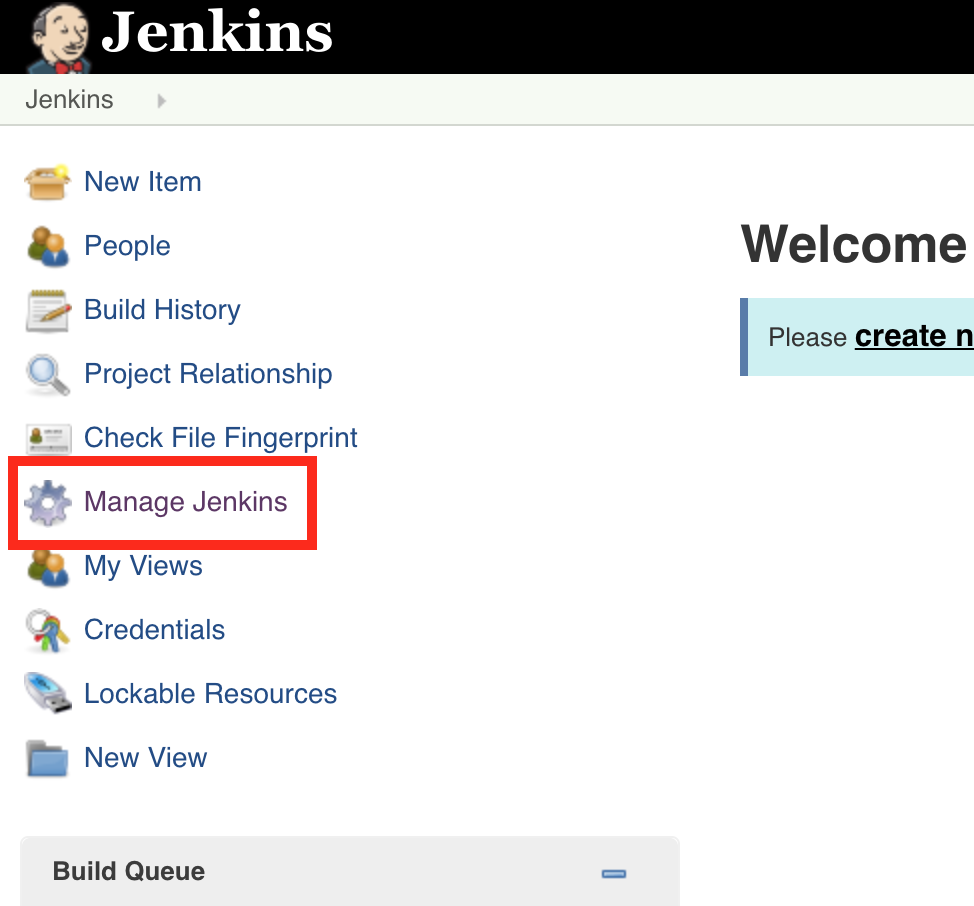 Jenkins
Jenkins
New Item
People
Build History
Project Relationship
Check File Fingerprint
Manage Jenkins
My Views
Credentials
Lockable Resources
New View
Build Queue
Welcome
Please create n